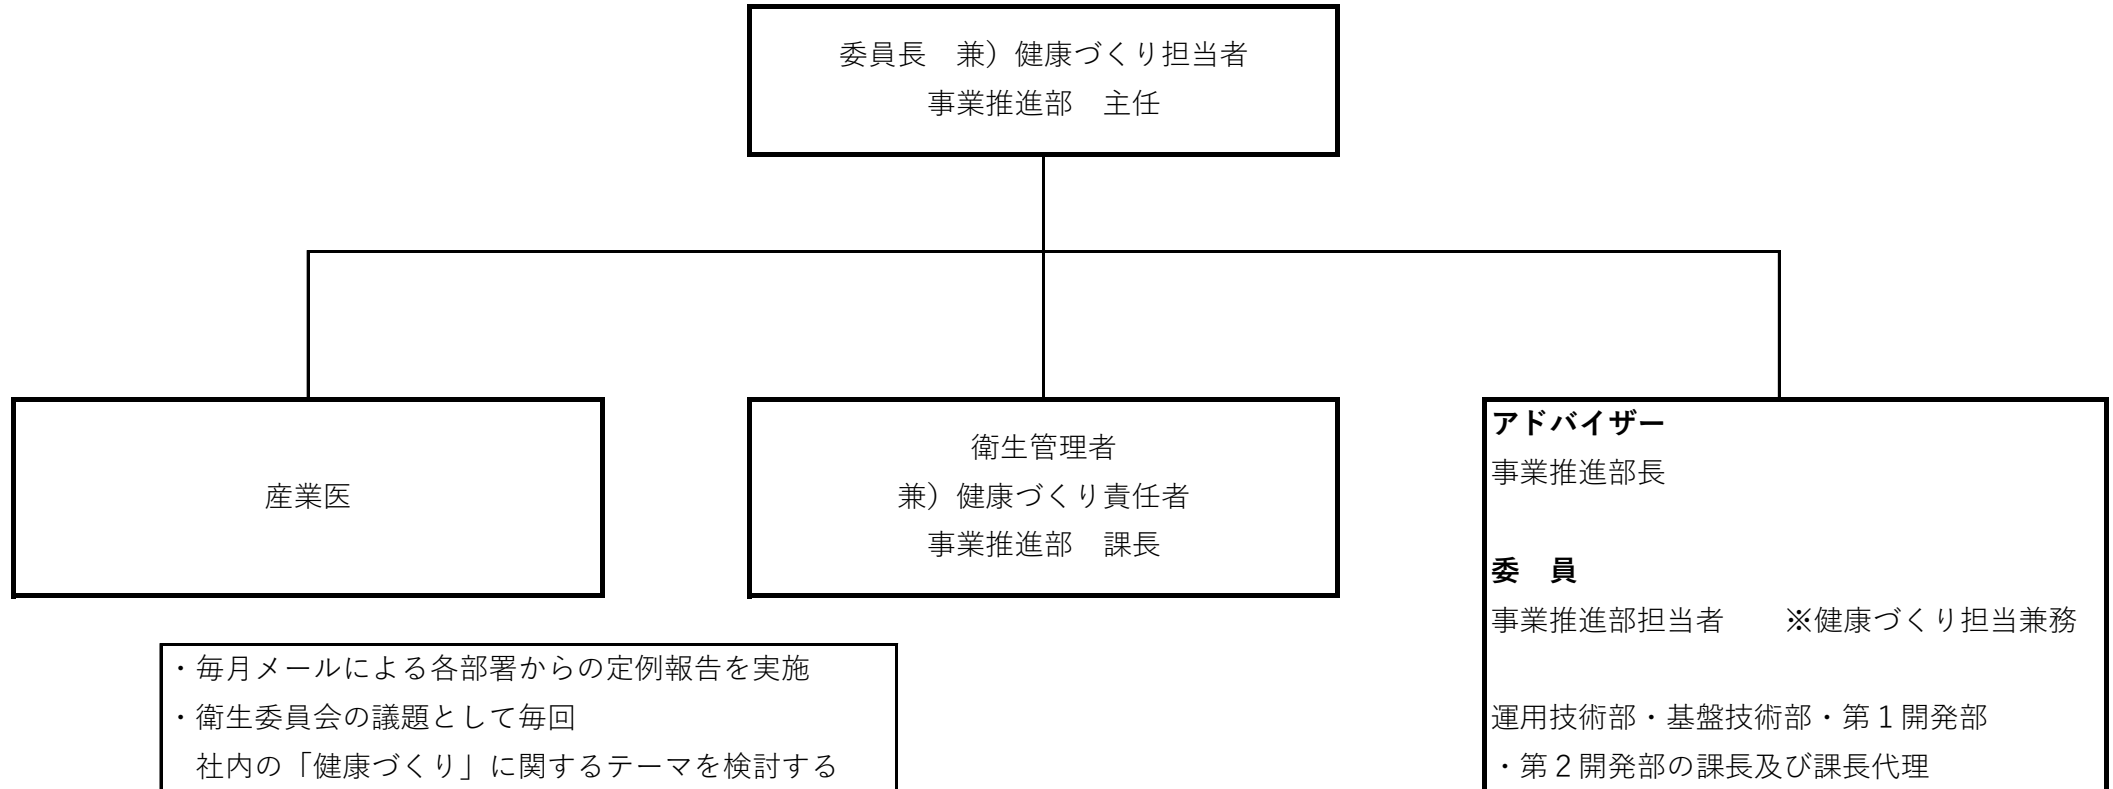 委員長　兼）健康づくり担当者
事業推進部　主任
産業医
衛生管理者
兼）健康づくり責任者
事業推進部　課長
アドバイザー
事業推進部長
委　員
事業推進部担当者　　※健康づくり担当兼務
運用技術部・基盤技術部・第１開発部
・第２開発部の課長及び課長代理
・毎月メールによる各部署からの定例報告を実施
・衛生委員会の議題として毎回
　社内の「健康づくり」に関するテーマを検討する